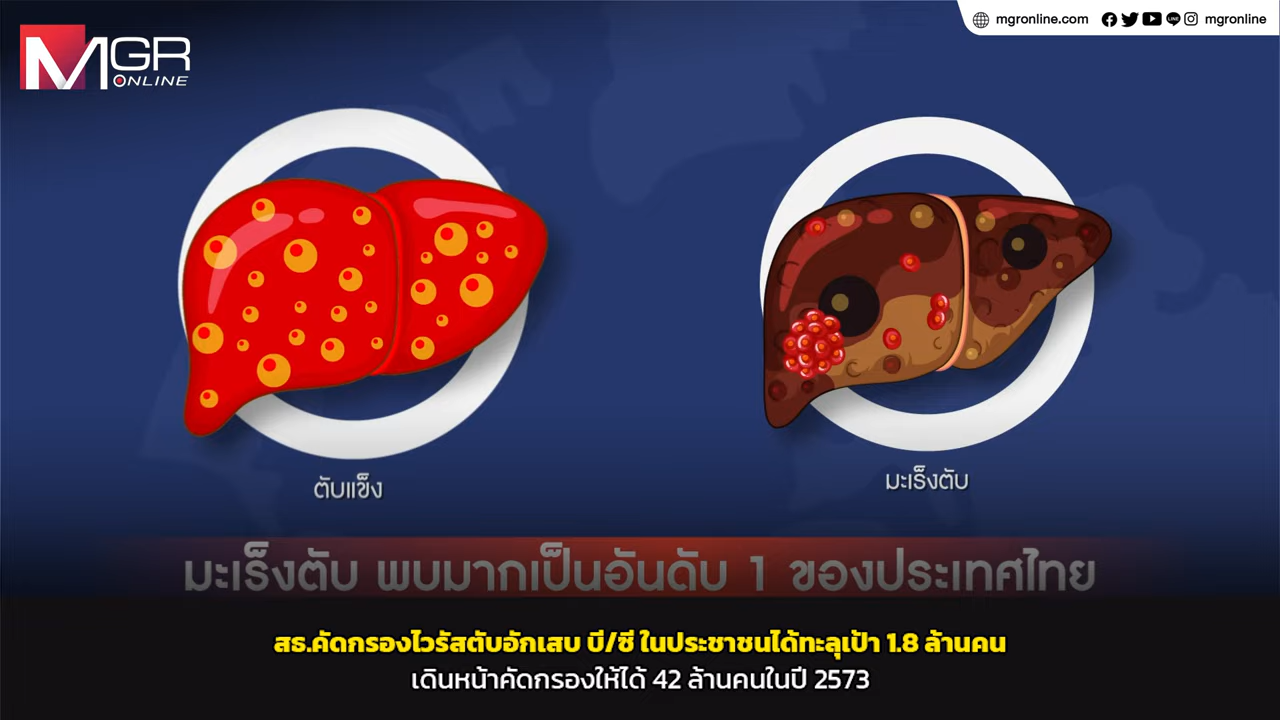 MGR
ONLINE
mgronline.com
mgronline
ตับแข็ง
มะเร็งตับ
มะเร็งตับ พบมากเป็นอันดับ 1 ของประเทศไทย
สธ.คัดกรองไวรัสตับอักเสบ บี/ซี ในประชาชนได้ทะลุเป้า 1.8 ล้านคน
เดินหน้าคัดกรองให้ได้ 42 ล้านคนในปี 2573